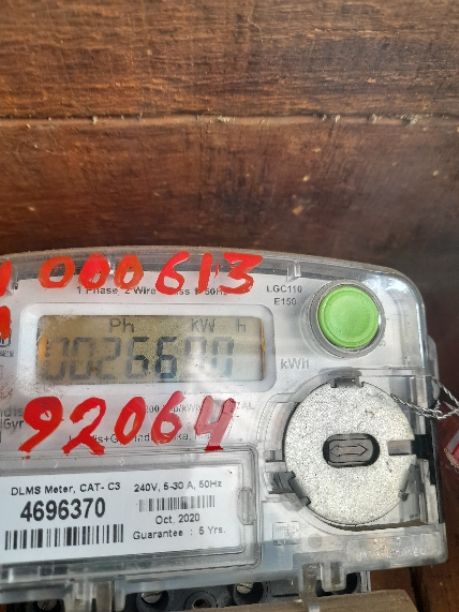 000613
1 Phase, 2 Wire
LGC110
E150
Ph kW h
kWh
92064
DLMS Meter, CAT- C3
240V, 5-30 A, 50Hz
4696370
Oct, 2020
Guarantee : 5 Yrs.